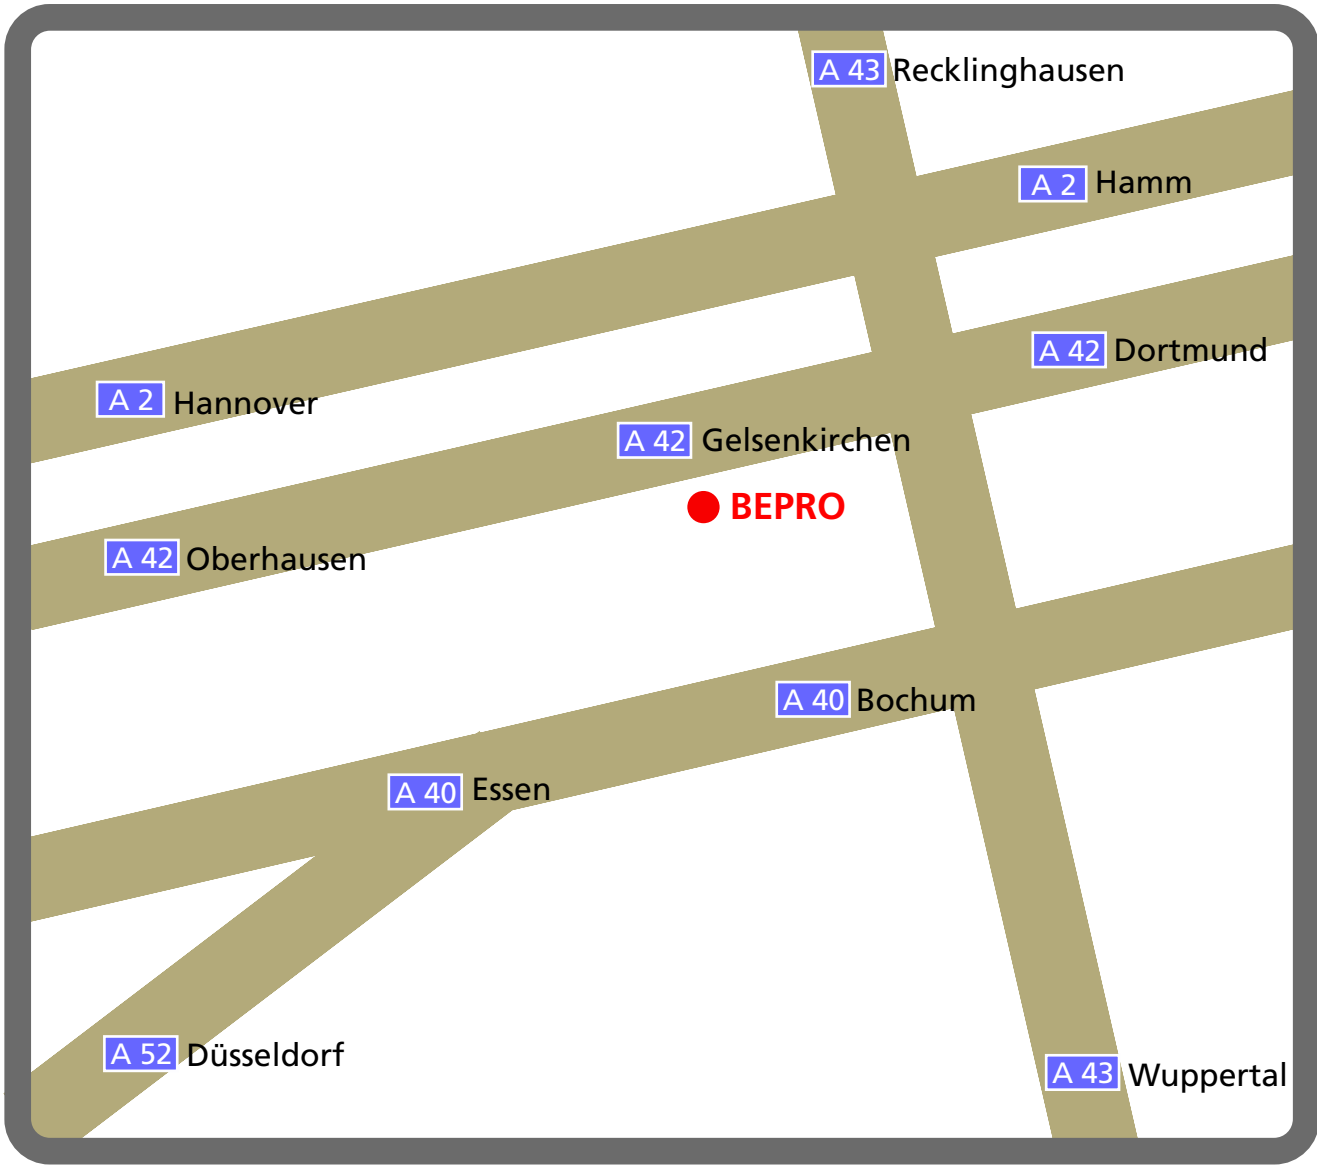 A 43 Recklinghausen
A 2 Hamm
A 42 Dortmund
A 2 Hannover
A 42 Gelsenkirchen
BEPRO
A 42 Oberhausen
A 40 Bochum
A 40 Essen
A 52 Düsseldorf
A 43 Wuppertal